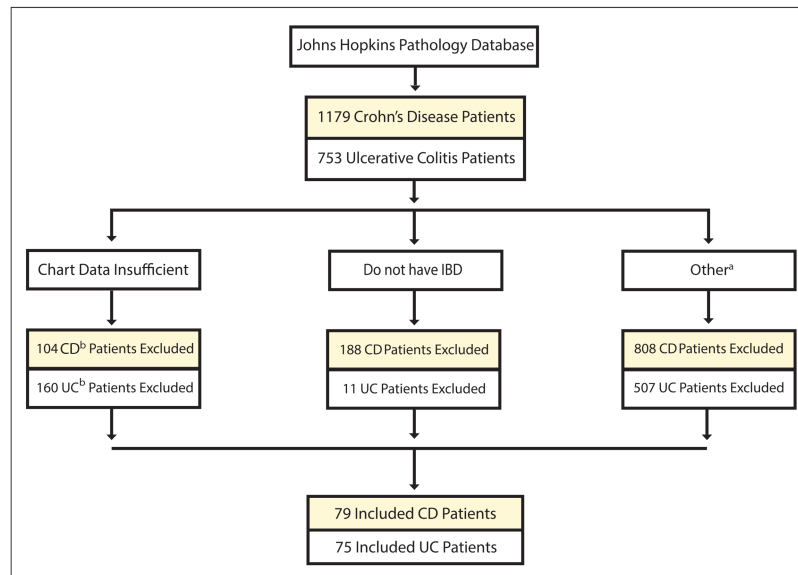 Johns Hopkins Pathology Database
1179 Crohn's Disease Patients
753 Ulcerative Colitis Patients
Chart Data Insufficient
Do not have IBD
Otherᵃ
104 CDᵇ Patients Excluded
160 UCᵇ Patients Excluded
188 CD Patients Excluded
11 UC Patients Excluded
808 CD Patients Excluded
507 UC Patients Excluded
79 Included CD Patients
75 Included UC Patients